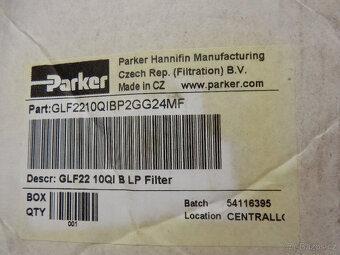 Parker
Parker Hannifin Manufacturing
Czech Rep. (Filtration) B.V.
Made in CZ
www.parker.com
Part:GLF2210QIBP2GG24MF
Descr: GLF22 10QI B LP Filter
BOX
QTY
001
Batch 54116395
Location CENTRALLC